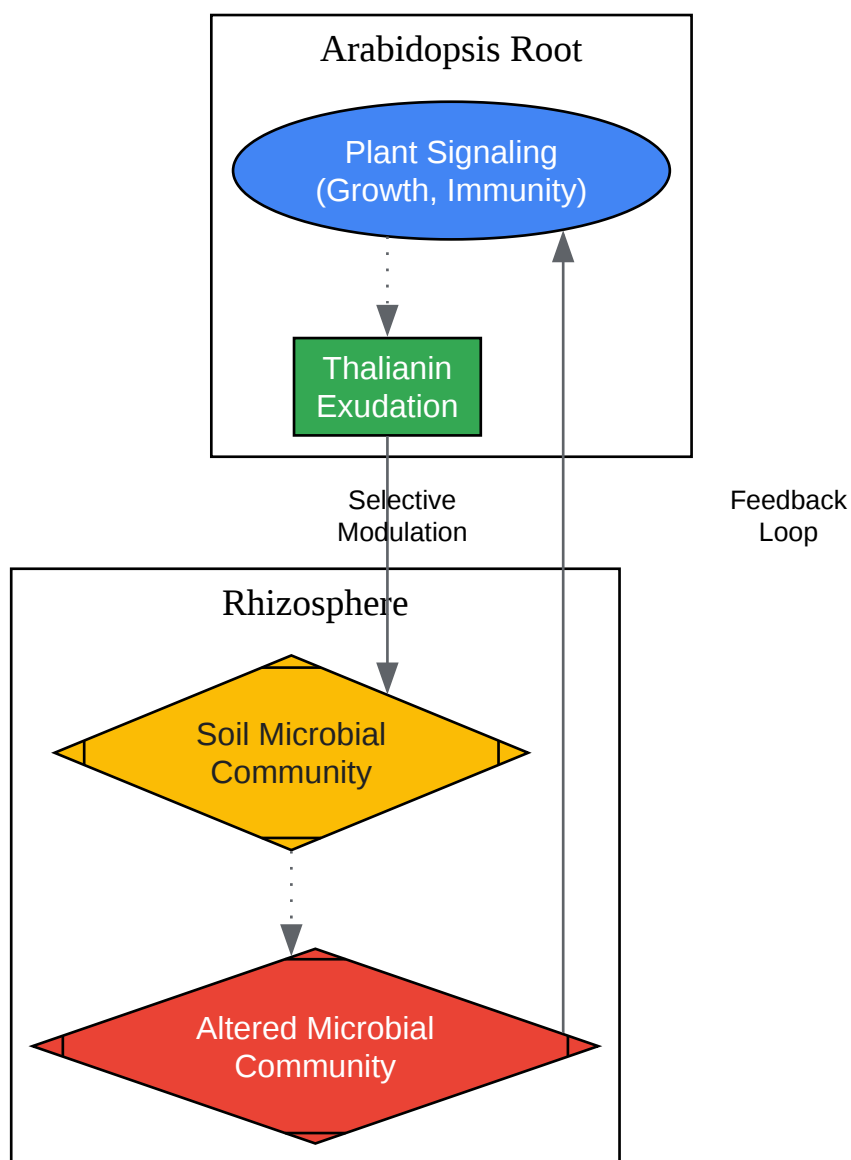 Arabidopsis Root
Plant Signaling
(Growth, Immunity)
Thalianin
Exudation
Selective
Modulation
Feedback
Loop
Rhizosphere
Soil Microbial
Community
Altered Microbial
Community